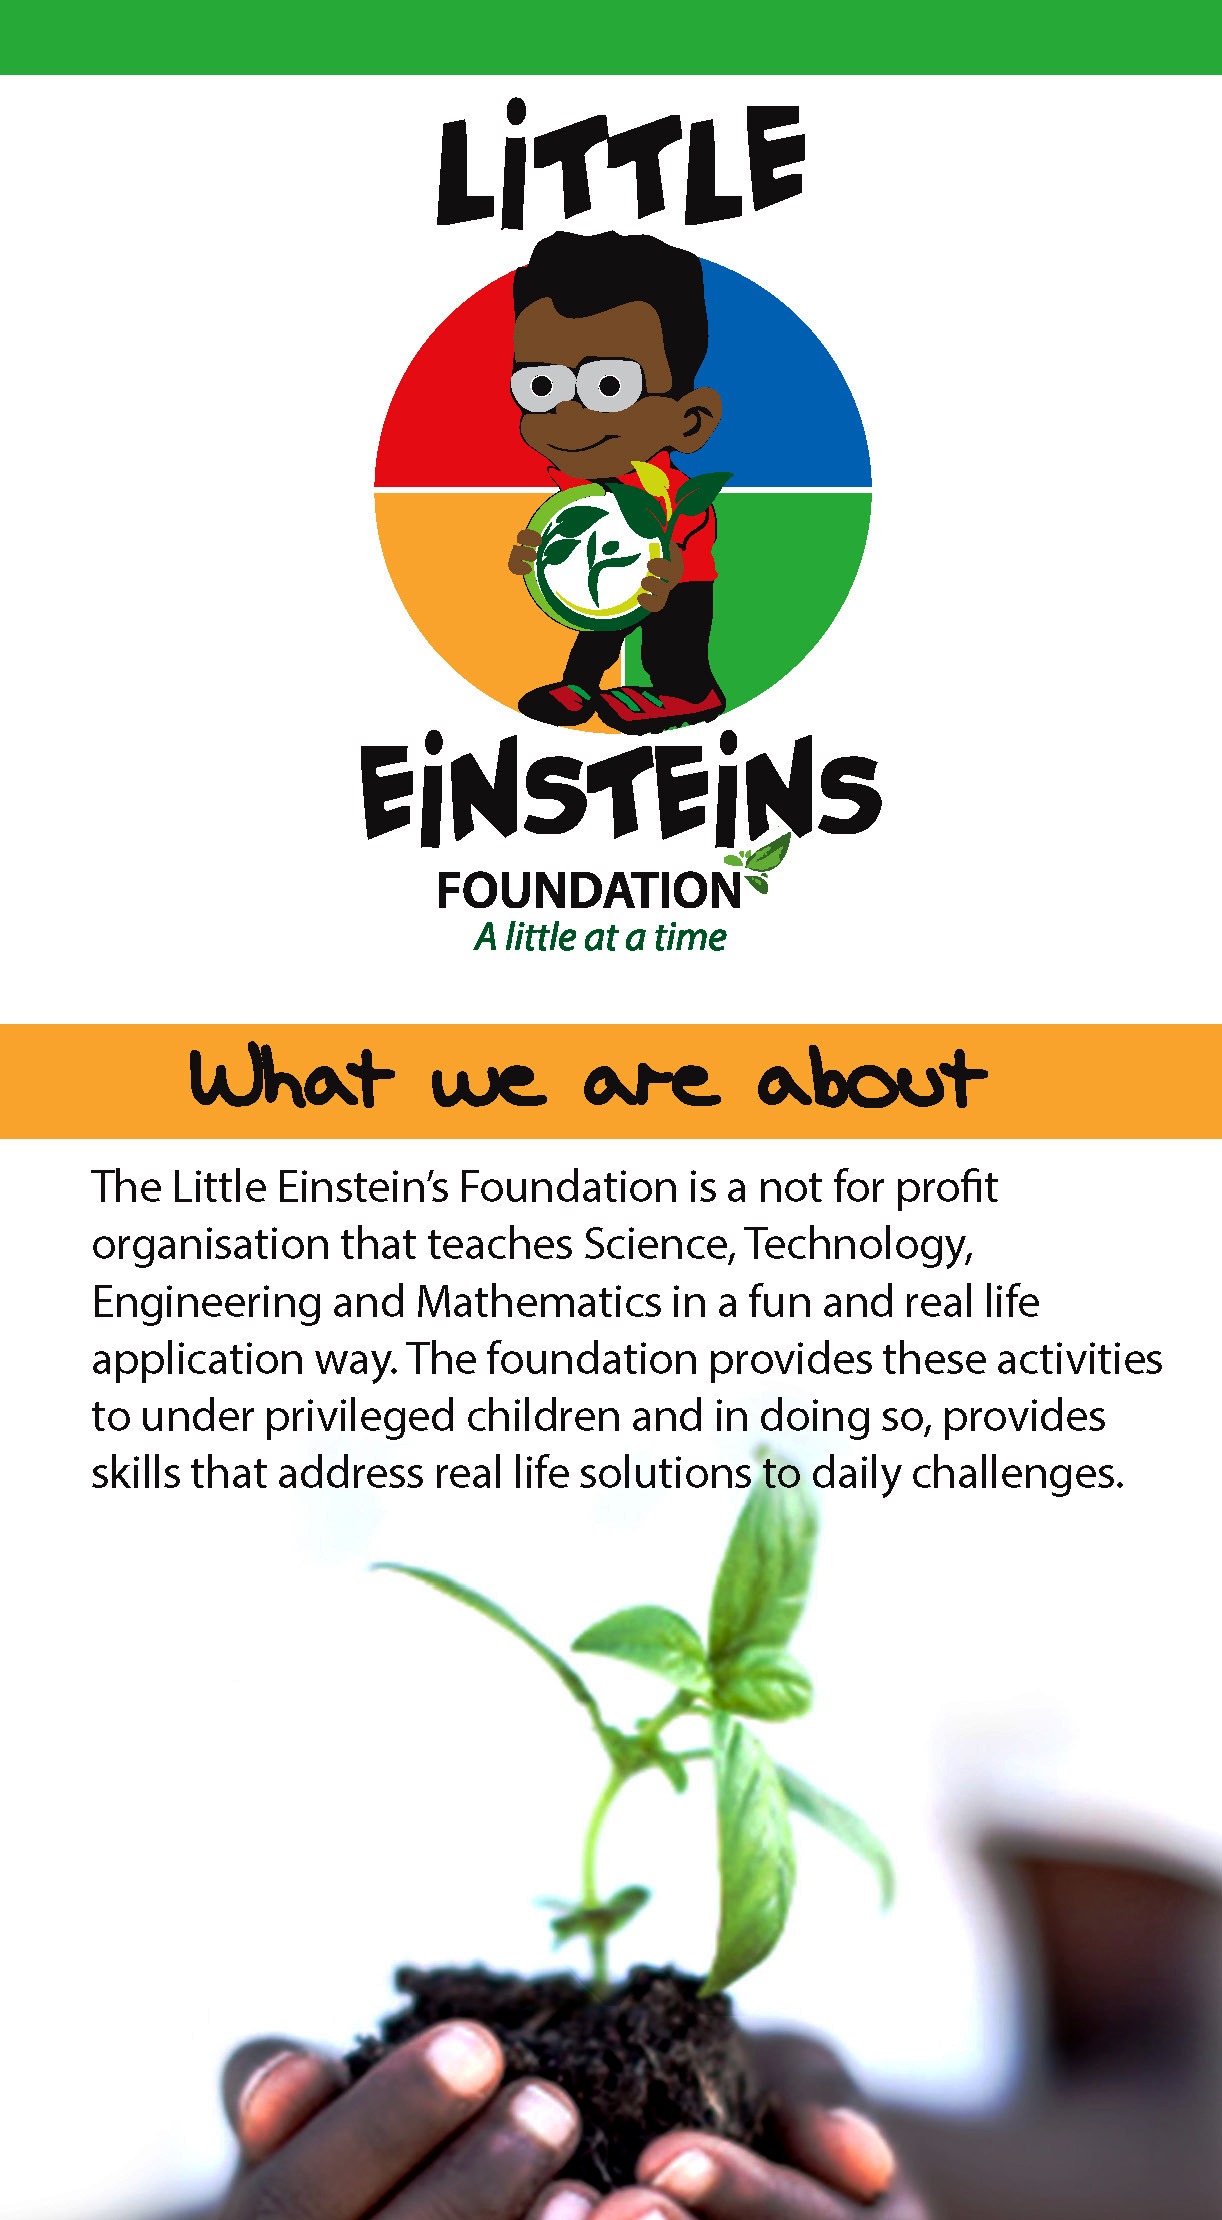 LiTTLE
EiNSTEiNS
FOUNDATION
A little at a time
What we are about
The Little Einstein’s Foundation is a not for profit
organisation that teaches Science, Technology,
Engineering and Mathematics in a fun and real life
application way. The foundation provides these activities
to under privileged children and in doing so, provides
skills that address real life solutions to daily challenges.